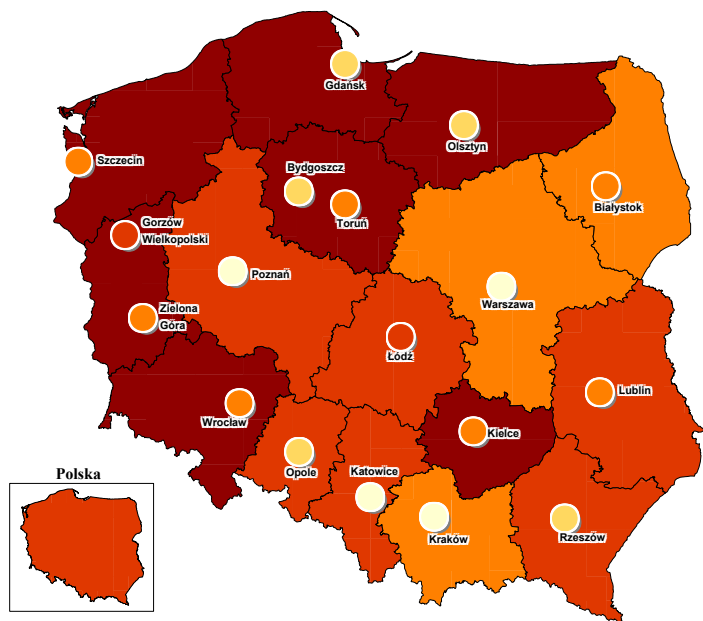 Gdańsk
Olsztyn
Szczecin
Bydgoszcz
Toruń
Białystok
Gorzów
Wielkopolski
Poznań
Warszawa
Zielona
Góra
Łódź
Lublin
Wrocław
Kielce
Opole
Katowice
Kraków
Rzeszów
Polska